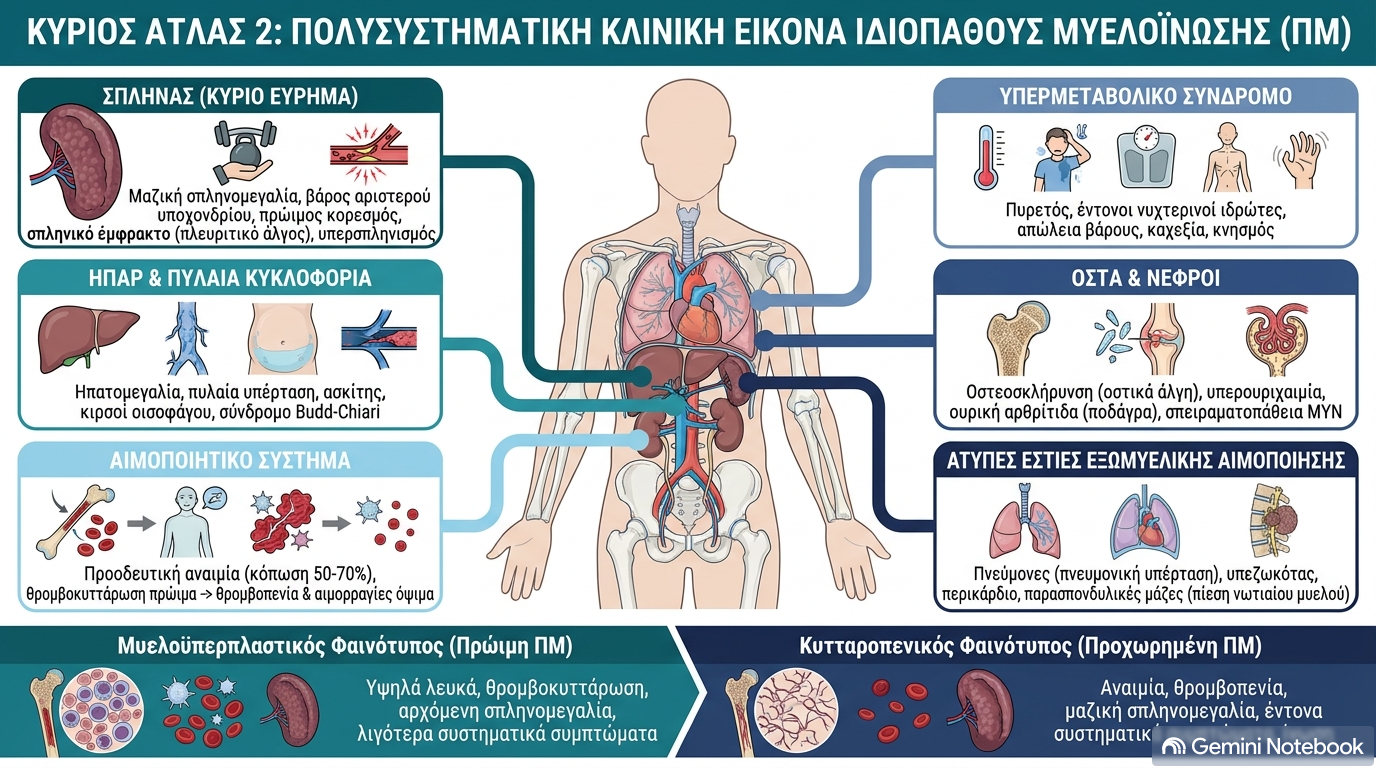 ΚΥΡΙΟΣ ΑΤΛΑΣ 2: ΠΟΛΥΣΥΣΤΗΜΑΤΙΚΗ ΚΛΙΝΙΚΗ ΕΙΚΟΝΑ ΙΔΙΟΠΑΘΟΥΣ ΜΥΕΛΟΪΝΩΣΗΣ (ΠΜ)
ΣΠΛΗΝΑΣ (ΚΥΡΙΟ ΕΥΡΗΜΑ)
Μαζική σπληνομεγαλία, βάρος αριστερού
υποχονδρίου, πρώιμος κορεσμός,
σπληνικό έμφρακτο (πλευριτικό άλγος), υπερσπληνισμός
ΗΠΑΡ & ΠΥΛΑΙΑ ΚΥΚΛΟΦΟΡΙΑ
Ηπατομεγαλία, πυλαία υπέρταση, ασκίτης,
κιρσοί οισοφάγου, σύνδρομο Budd-Chiari
ΑΙΜΟΠΟΙΗΤΙΚΟ ΣΥΣΤΗΜΑ
Προοδευτική αναιμία (κόπωση 50-70%),
θρομβοκυττάρωση πρώιμα -> θρομβοπενία & αιμορραγίες όψιμα
ΥΠΕΡΜΕΤΑΒΟΛΙΚΟ ΣΥΝΔΡΟΜΟ
Πυρετός, έντονοι νυχτερινοί ιδρώτες,
απώλεια βάρους, καχεξία, κνησμός
ΟΣΤΑ & ΝΕΦΡΟΙ
Οστεοσκλήρυνση (οστικά άλγη), υπερουριχαιμία,
ουρική αρθρίτιδα (ποδάγρα), σπειραματοπάθεια ΜΥΝ
ΑΤΥΠΕΣ ΕΣΤΙΕΣ ΕΞΩΜΥΕΛΙΚΗΣ ΑΙΜΟΠΟΙΗΣΗΣ
Πνεύμονες (πνευμονική υπέρταση), υπεζωκότας,
περικάρδιο, παρασπονδυλικές μάζες (πίεση νωτιαίου μυελού)
Μυελοϋπερπλαστικός Φαινότυπος (Πρώιμη ΠΜ)
Υψηλά λευκά, θρομβοκυττάρωση,
αρχόμενη σπληνομεγαλία,
λιγότερα συστηματικά συμπτώματα
Κυτταροπενικός Φαινότυπος (Προχωρημένη ΠΜ)
Αναιμία, θρομβοπενία,
μαζική σπληνομεγαλία, έντονα
Gemini Notebook